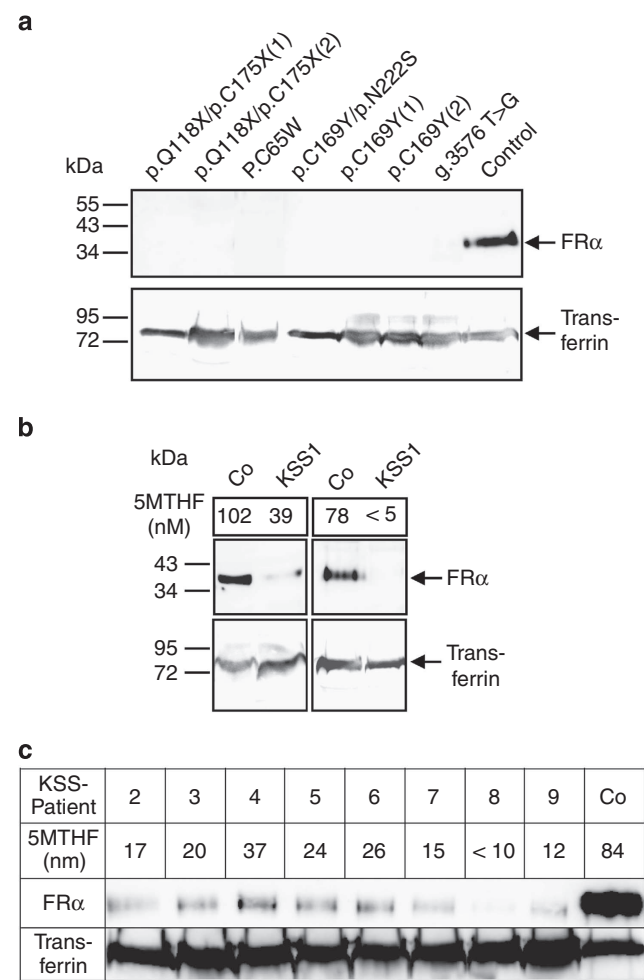 a
p.Q118X/p.C175X(1)
p.Q118X/p.C175X(2)
P.C65W
p.C169Y/p.N222S
p.C169Y(1)
p.C169Y(2)
g.3576 T>G
Control
kDa
55
43
34
FRα
95
72
Trans-
ferrin
b
kDa
Co KSS1 Co KSS1
5MTHF
(nM)
102 39 78 < 5
43
34
FRα
95
72
Trans-
ferrin
c
KSS-
Patient
2 3 4 5 6 7 8 9 Co
5MTHF
(nm)
17 20 37 24 26 15 < 10 12 84
FRα
Trans-
ferrin